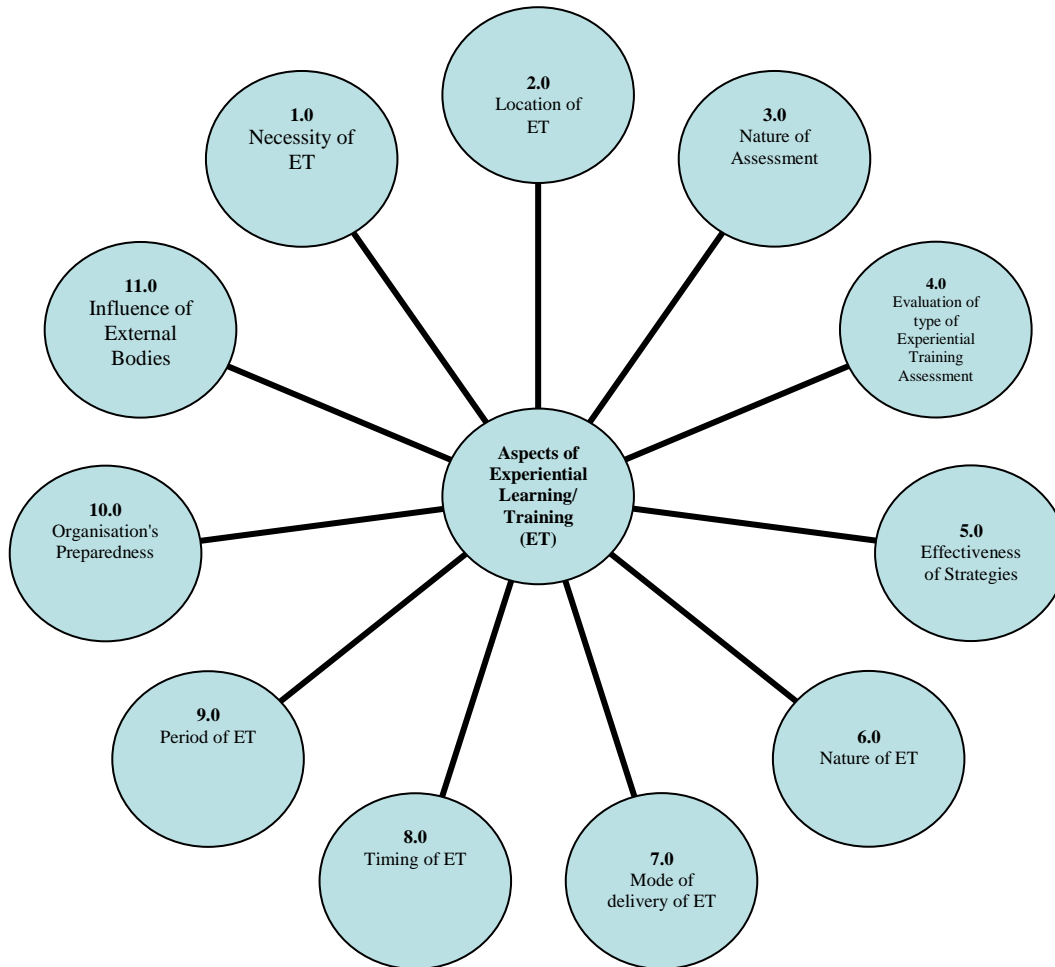 1.0
Necessity of
ET
2.0
Location of
ET
3.0
Nature of
Assessment
4.0
Evaluation of
type of
Experiential
Training
Assessment
5.0
Effectiveness
of Strategies
6.0
Nature of ET
7.0
Mode of
delivery of ET
8.0
Timing of ET
9.0
Period of ET
10.0
Organisation's
Preparedness
11.0
Influence of
External
Bodies
Aspects of
Experiential
Learning/
Training
(ET)